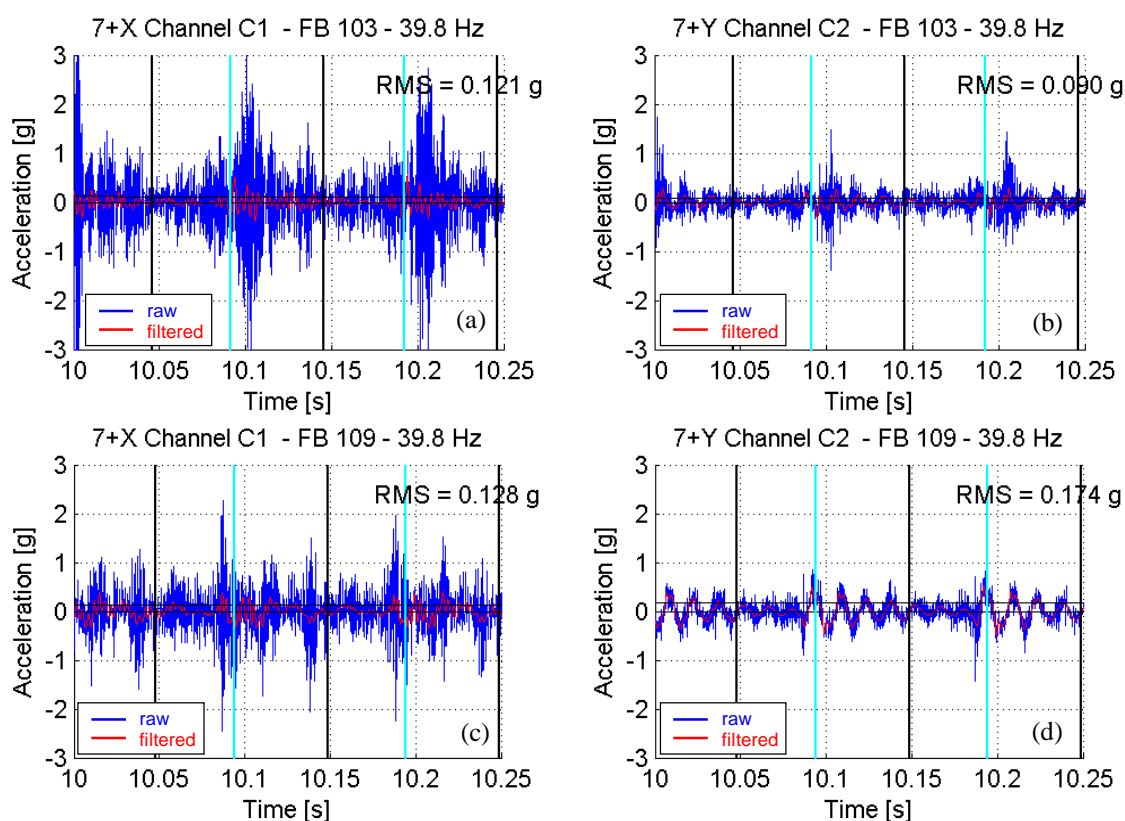 7+X Channel C1 - FB 103 - 39.8 Hz
RMS = 0.121 g
Acceleration [g]
3
2
1
0
-1
-2
-3
raw
filtered
(a)
10 10.05 10.1 10.15 10.2 10.25
Time [s]
7+Y Channel C2 - FB 103 - 39.8 Hz
RMS = 0.090 g
Acceleration [g]
3
2
1
0
-1
-2
-3
raw
filtered
(b)
10 10.05 10.1 10.15 10.2 10.25
Time [s]
7+X Channel C1 - FB 109 - 39.8 Hz
RMS = 0.128 g
Acceleration [g]
3
2
1
0
-1
-2
-3
raw
filtered
(c)
10 10.05 10.1 10.15 10.2 10.25
Time [s]
7+Y Channel C2 - FB 109 - 39.8 Hz
RMS = 0.174 g
Acceleration [g]
3
2
1
0
-1
-2
-3
raw
filtered
(d)
10 10.05 10.1 10.15 10.2 10.25
Time [s]